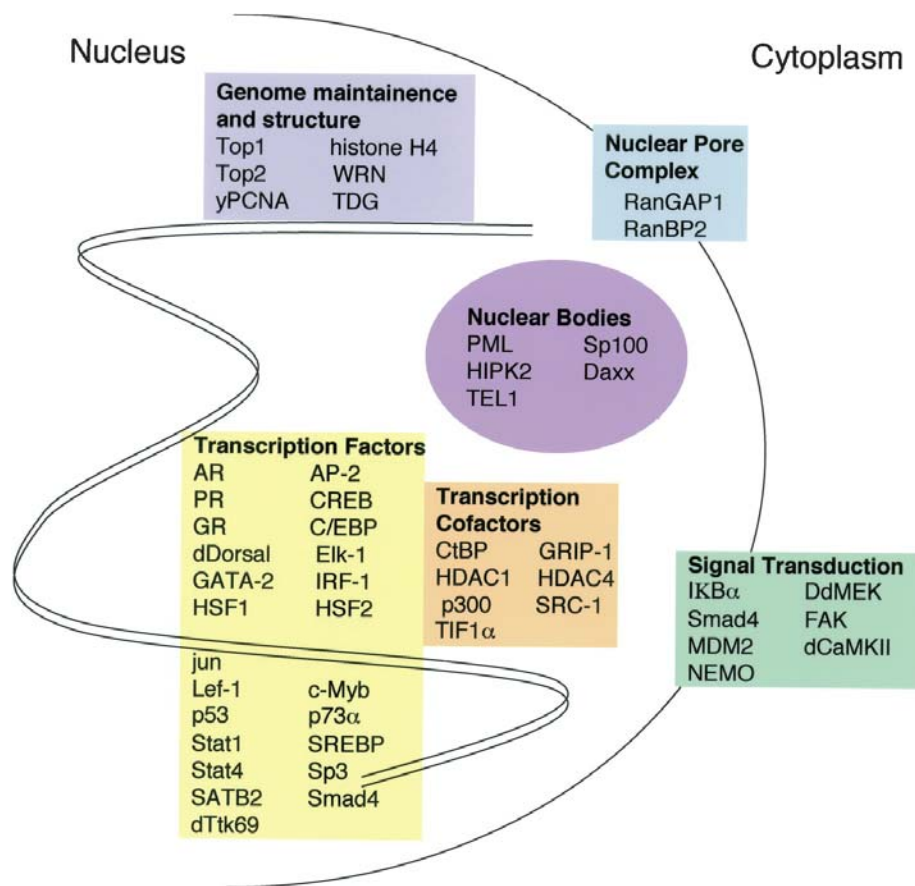 Nucleus
Cytoplasm
Genome maintainence
and structure
Top1 histone H4
Top2 WRN
yPCNA TDG
Nuclear Pore
Complex
RanGAP1
RanBP2
Nuclear Bodies
PML Sp100
HIPK2 Daxx
TEL1
Transcription Factors
AR AP-2
PR CREB
GR C/EBP
dDorsal Elk-1
GATA-2 IRF-1
HSF1 HSF2
jun
Lef-1 c-Myb
p53 p73α
Stat1 SREBP
Stat4 Sp3
SATB2 Smad4
dTtk69
Transcription
Cofactors
CtBP GRIP-1
HDAC1 HDAC4
p300 SRC-1
TIF1α
Signal Transduction
IKBα DdMEK
Smad4 FAK
MDM2 dCaMKII
NEMO